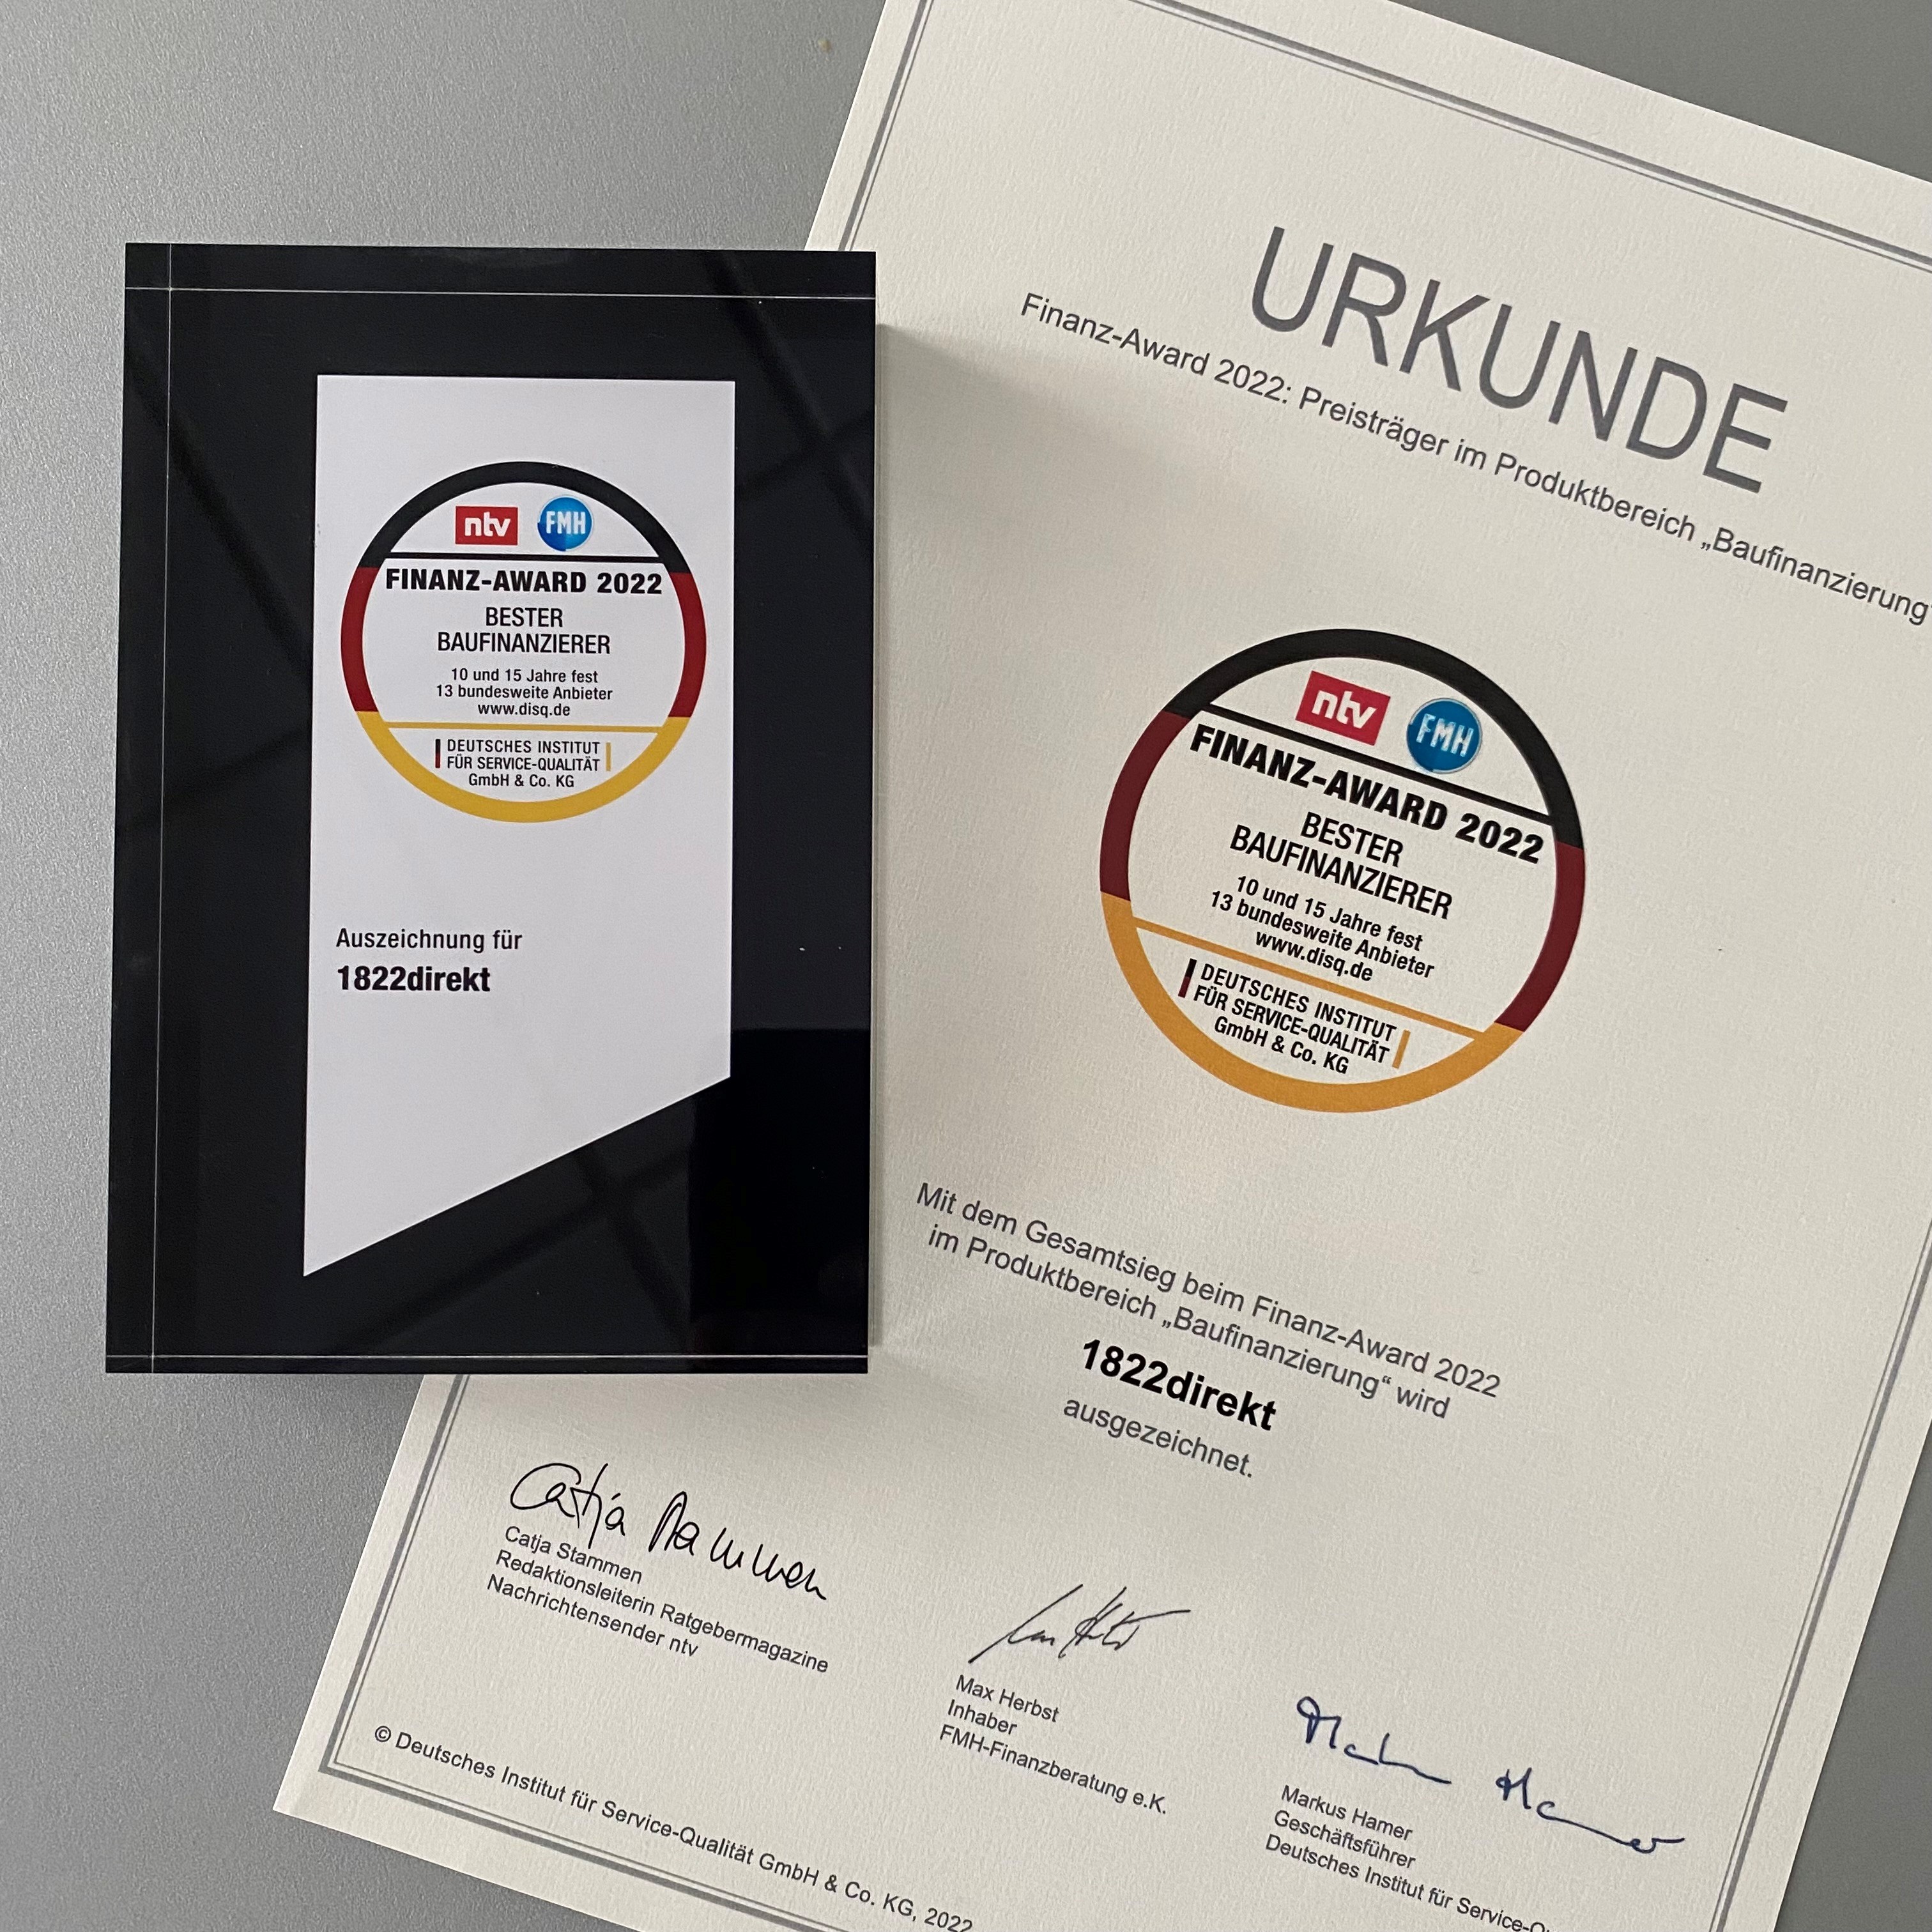 ntv FMH
FINANZ-AWARD 2022
BESTER
BAUFINANZIERER
10 und 15 Jahre fest
13 bundesweite Anbieter
www.disq.de
DEUTSCHES INSTITUT
FÜR SERVICE-QUALITÄT
GmbH & Co. KG
Auszeichnung für
1822direkt
URKUNDE
Finanz-Award 2022: Preisträger im Produktbereich „Baufinanzierung“
ntv FMH
FINANZ-AWARD 2022
BESTER
BAUFINANZIERER
10 und 15 Jahre fest
13 bundesweite Anbieter
www.disq.de
DEUTSCHES INSTITUT
FÜR SERVICE-QUALITÄT
GmbH & Co. KG
Mit dem Gesamtsieg beim Finanz-Award 2022
im Produktbereich „Baufinanzierung“ wird
1822direkt
ausgezeichnet.
Catja Stammen
Catja Stammen
Redaktionsleiterin Ratgebermagazine
Nachrichtensender ntv
Max Herbst
Inhaber
FMH-Finanzberatung e.K.
Markus Hamer
Geschäftsführer
Deutsches Institut für Service-
© Deutsches Institut für Service-Qualität GmbH & Co. KG, 2022